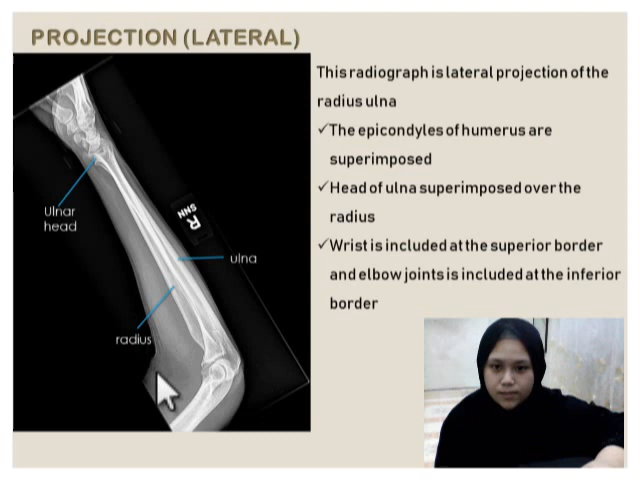 PROJECTION (LATERAL)
This radiograph is lateral projection of the
radius ulna
✓The epicondyles of humerus are
superimposed
✓Head of ulna superimposed over the
radius
✓Wrist is included at the superior border
and elbow joints is included at the inferior
border
Ulnar
head
R
SNN
ulna
radius